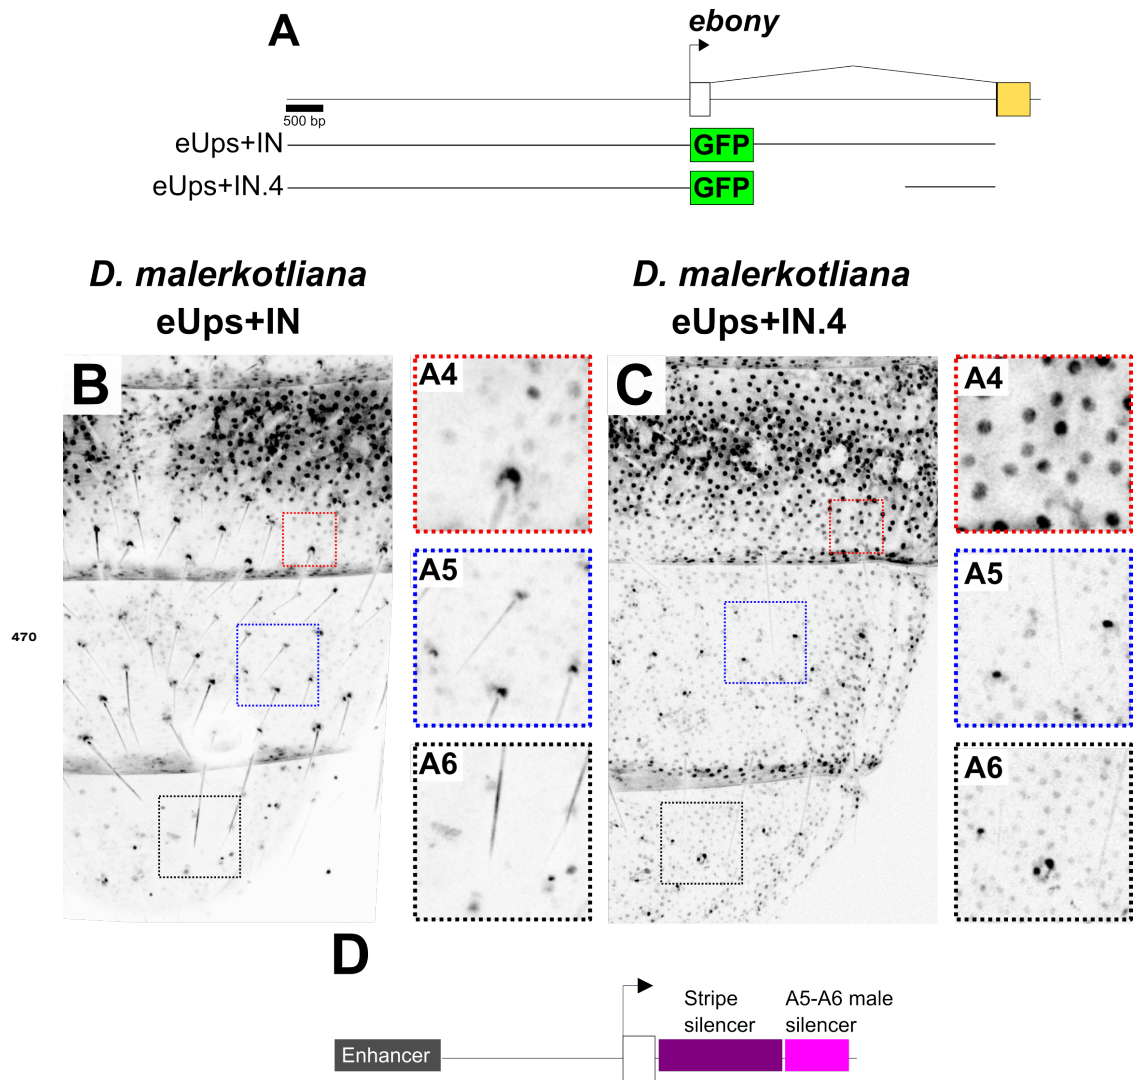 A
ebony
500 bp
eUps+IN
GFP
eUps+IN.4
GFP
D. malerkotliana
eUps+IN
D. malerkotliana
eUps+IN.4
B
A4
A5
A6
C
A4
A5
A6
470
D
Enhancer
Stripe
silencer
A5-A6 male
silencer